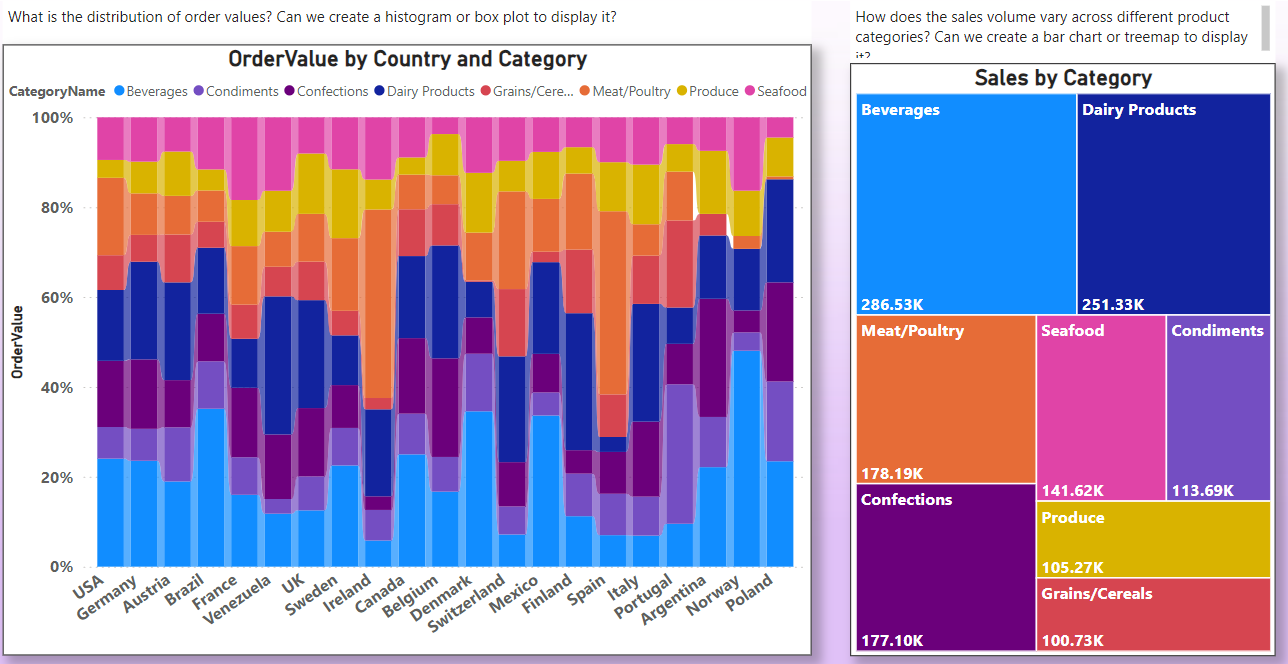 What is the distribution of order values? Can we create a histogram or box plot to display it?
OrderValue by Country and Category
CategoryName Beverages Condiments Confections Dairy Products Grains/Cere... Meat/Poultry Produce Seafood
100%
80%
60%
40%
20%
0%
OrderValue
USA
Germany
Austria
Brazil
France
Venezuela
UK
Sweden
Ireland
Canada
Belgium
Denmark
Switzerland
Mexico
Finland
Spain
Italy
Portugal
Argentina
Norway
Poland
How does the sales volume vary across different product
categories? Can we create a bar chart or treemap to display
it?
Sales by Category
Beverages
286.53K
Dairy Products
251.33K
Meat/Poultry
178.19K
Seafood
141.62K
Condiments
113.69K
Confections
177.10K
Produce
105.27K
Grains/Cereals
100.73K